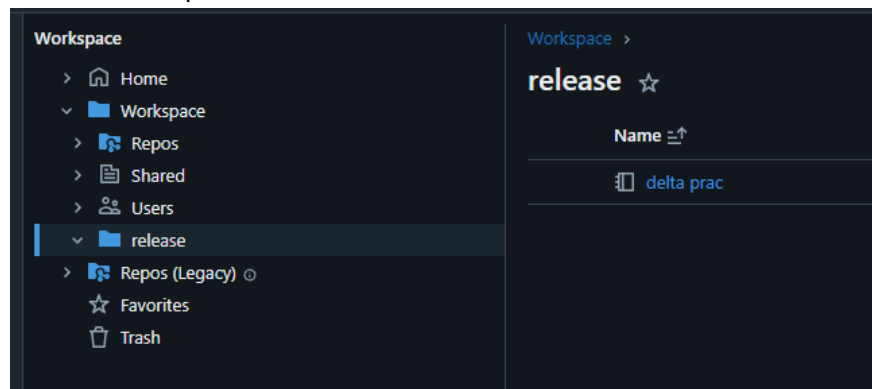 Workspace
Home
Workspace
Repos
Shared
Users
release
Repos (Legacy)
Favorites
Trash
Workspace >
release
Name
delta prac